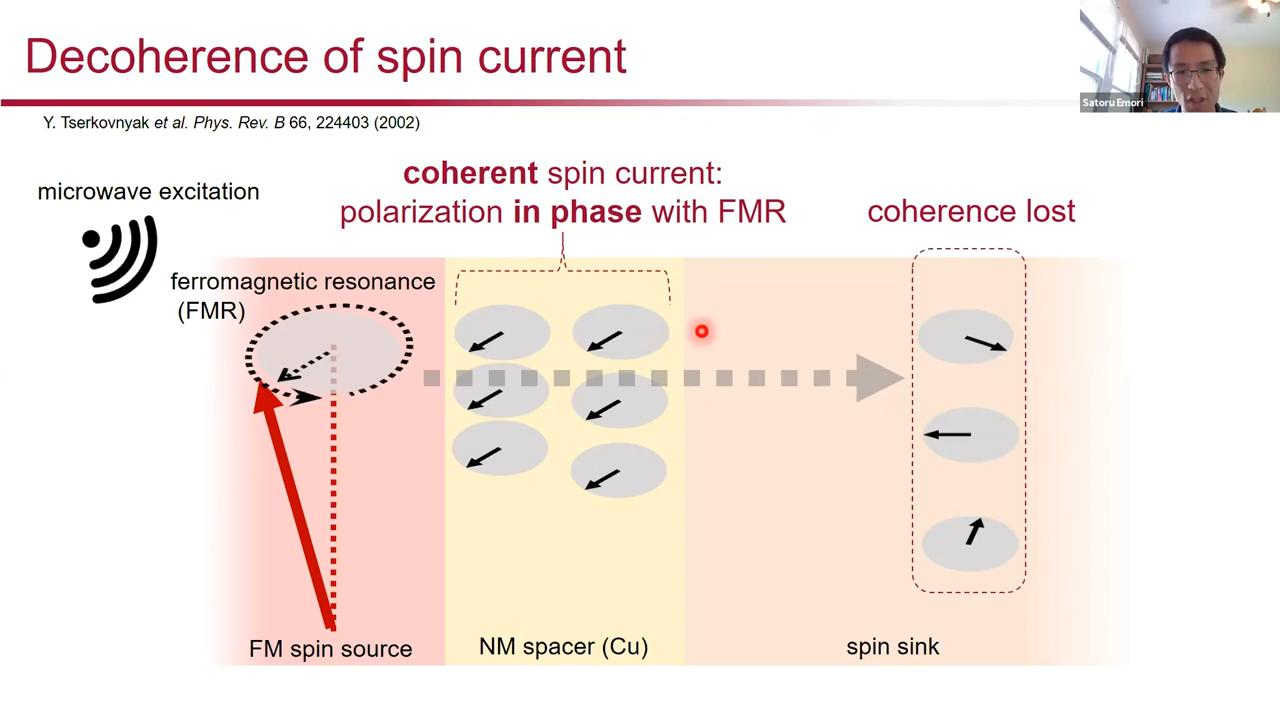 Decoherence of spin current
Satoru Emori
Y. Tserkovnyak et al. Phys. Rev. B 66, 224403 (2002)
microwave excitation
coherent spin current:
polarization in phase with FMR
coherence lost
ferromagnetic resonance
(FMR)
FM spin source
NM spacer (Cu)
spin sink